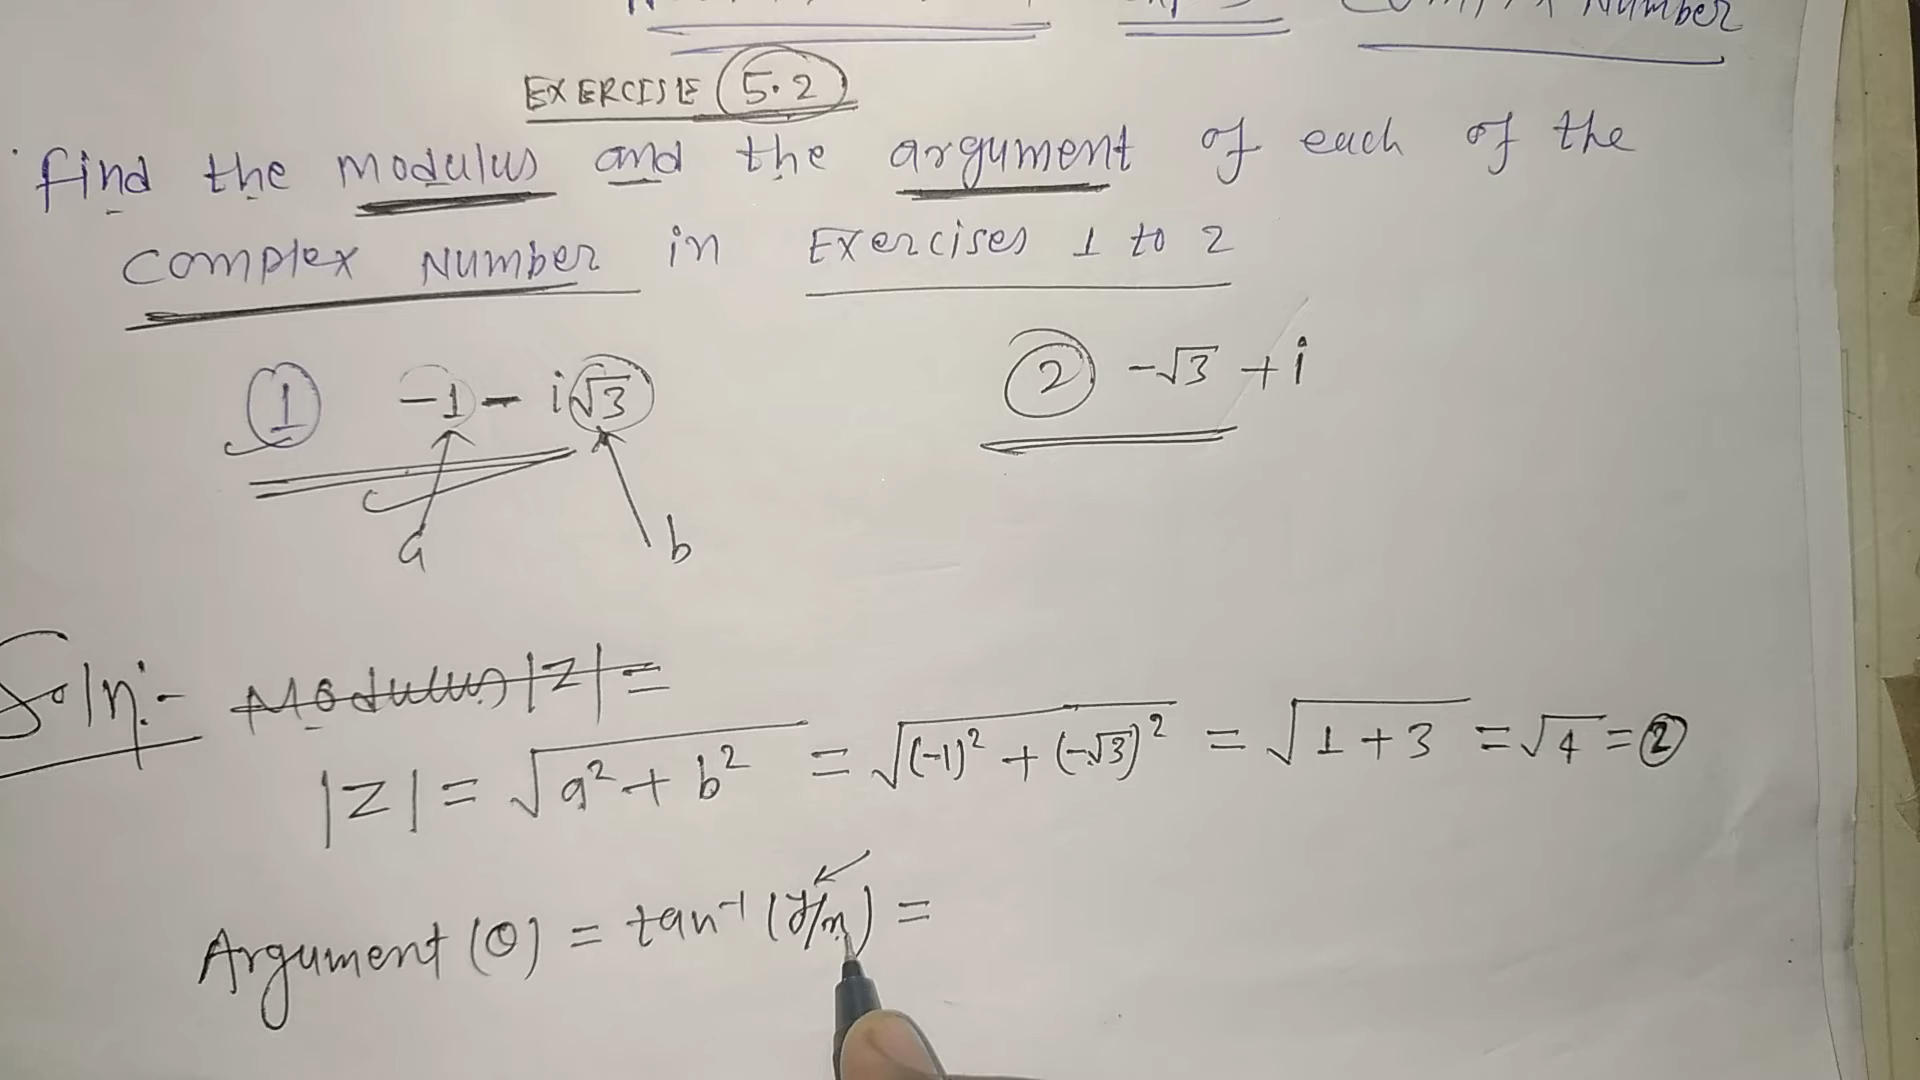 Number
EXERCISE 5.2
find the modulus and the argument of each of the
complex Number in Exercises 1 to 2
1 -1 - i√3
2 -√3 + i
a b
Soln:- Modulus |Z| =
|Z| = √a² + b² = √(-1)² + (-√3)² = √1 + 3 = √4 = 2
Argument (θ) = tan⁻¹ (y/x) =